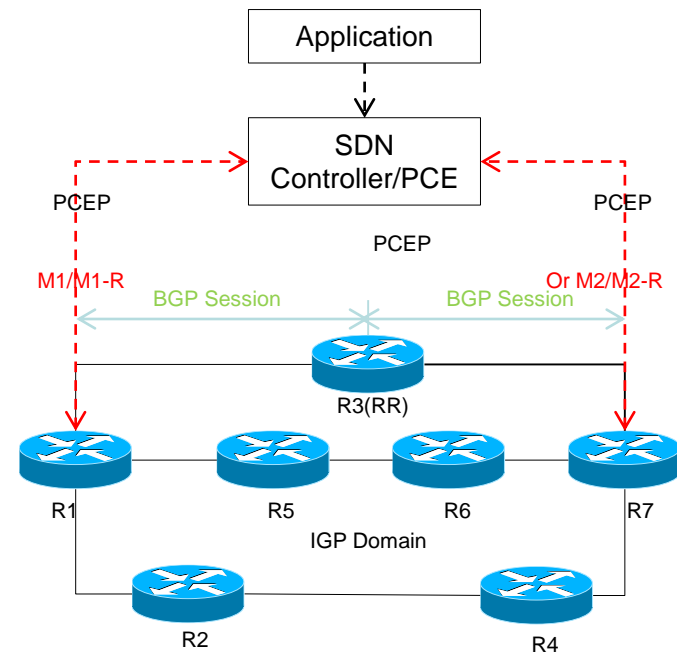 Application
SDN
Controller/PCE
PCEP
PCEP
PCEP
M1/M1-R
Or M2/M2-R
BGP Session
BGP Session
R3(RR)
R1
R5
R6
R7
IGP Domain
R2
R4